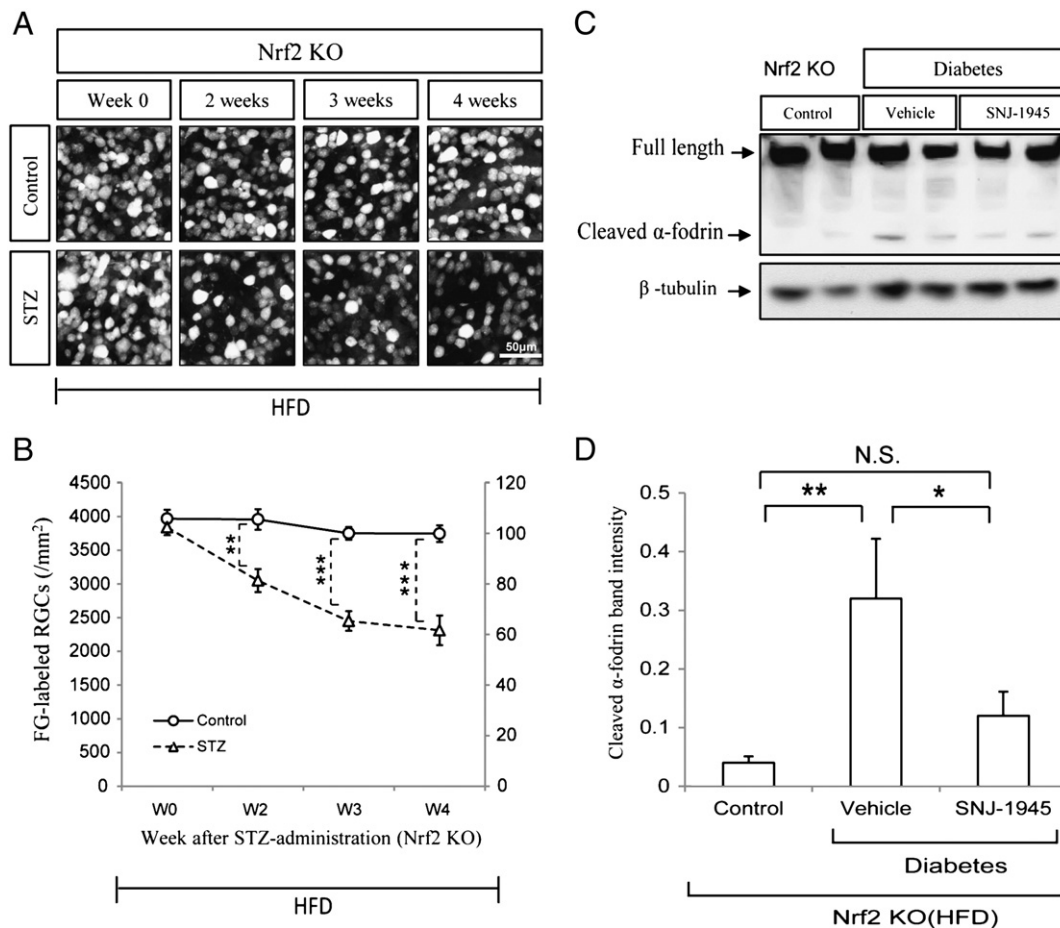 A
Nrf2 KO
Week 0
2 weeks
3 weeks
4 weeks
Control
STZ
50μm
HFD
B
FG-labeled RGCs (/mm²)
4500
4000
3500
3000
2500
2000
1500
1000
500
0
120
100
80
60
40
20
0
**
***
***
Control
STZ
W0
W2
W3
W4
Week after STZ-administration (Nrf2 KO)
HFD
C
Nrf2 KO
Diabetes
Control
Vehicle
SNJ-1945
Full length
Cleaved α-fodrin
β -tubulin
D
N.S.
**
*
Cleaved α-fodrin band intensity
0.5
0.4
0.3
0.2
0.1
0
Control
Vehicle
SNJ-1945
Diabetes
Nrf2 KO(HFD)